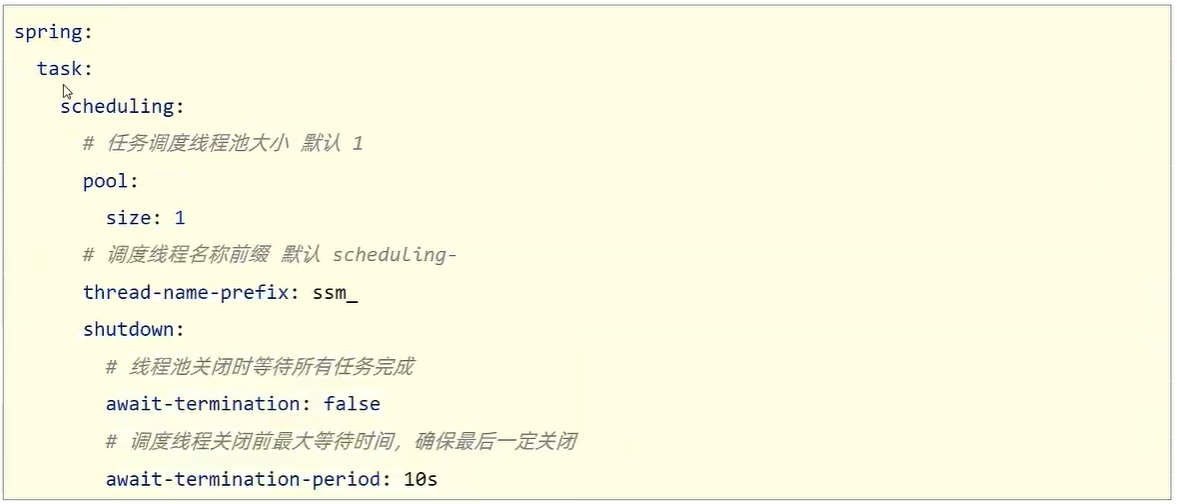 spring:
  task:
    scheduling:
      # 任务调度线程池大小 默认 1
      pool:
        size: 1
      # 调度线程名称前缀 默认 scheduling-
      thread-name-prefix: ssm_
      shutdown:
        # 线程池关闭时等待所有任务完成
        await-termination: false
        # 调度线程关闭前最大等待时间，确保最后一定关闭
        await-termination-period: 10s